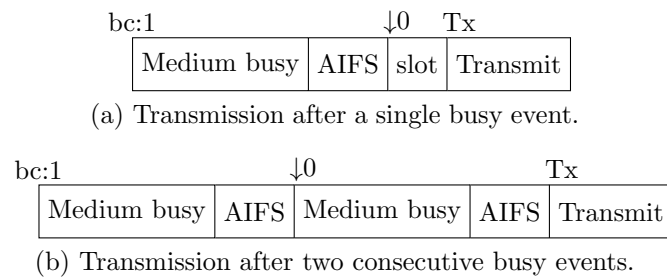 bc:1 ↓0 Tx
Medium busy AIFS slot Transmit
(a) Transmission after a single busy event.
bc:1 ↓0 Tx
Medium busy AIFS Medium busy AIFS Transmit
(b) Transmission after two consecutive busy events.